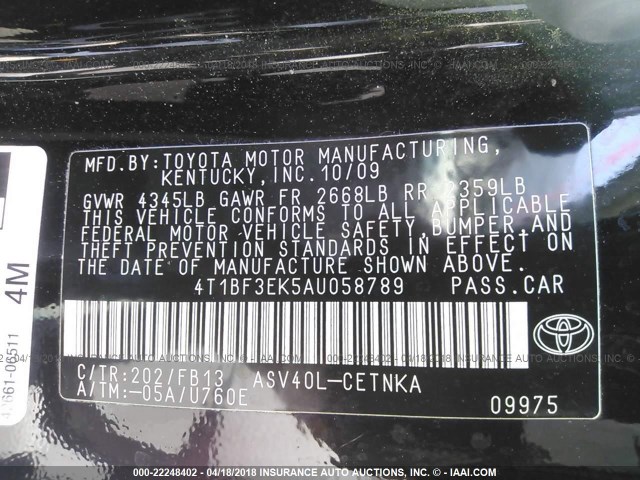 MFD.BY:TOYOTA MOTOR MANUFACTURING,
KENTUCKY,INC.10/09
GVWR 4345LB GAWR FR 2668LB RR 2359LB
THIS VEHICLE CONFORMS TO ALL APPLICABLE
FEDERAL MOTOR VEHICLE SAFETY,BUMPER,AND
THEFT PREVENTION STANDARDS IN EFFECT ON
THE DATE OF MANUFACTURE SHOWN ABOVE.
4T1BF3EK5AU058789 PASS.CAR
C/TR:202/FB13 ASV40L-CETNKA
A/TM:-05A/U760E
09975
4M
06511
000-22248402 - 04/18/2018 - INSURANCE AUTO AUCTIONS, INC. - IAAI.COM